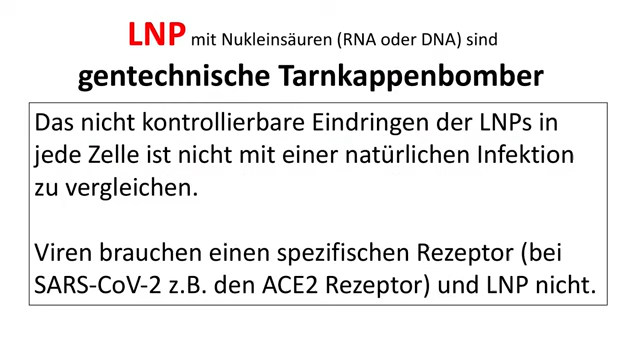 LNP mit Nukleinsäuren (RNA oder DNA) sind
gentechnische Tarnkappenbomber
Das nicht kontrollierbare Eindringen der LNPs in
jede Zelle ist nicht mit einer natürlichen Infektion
zu vergleichen.
Viren brauchen einen spezifischen Rezeptor (bei
SARS-CoV-2 z.B. den ACE2 Rezeptor) und LNP nicht.